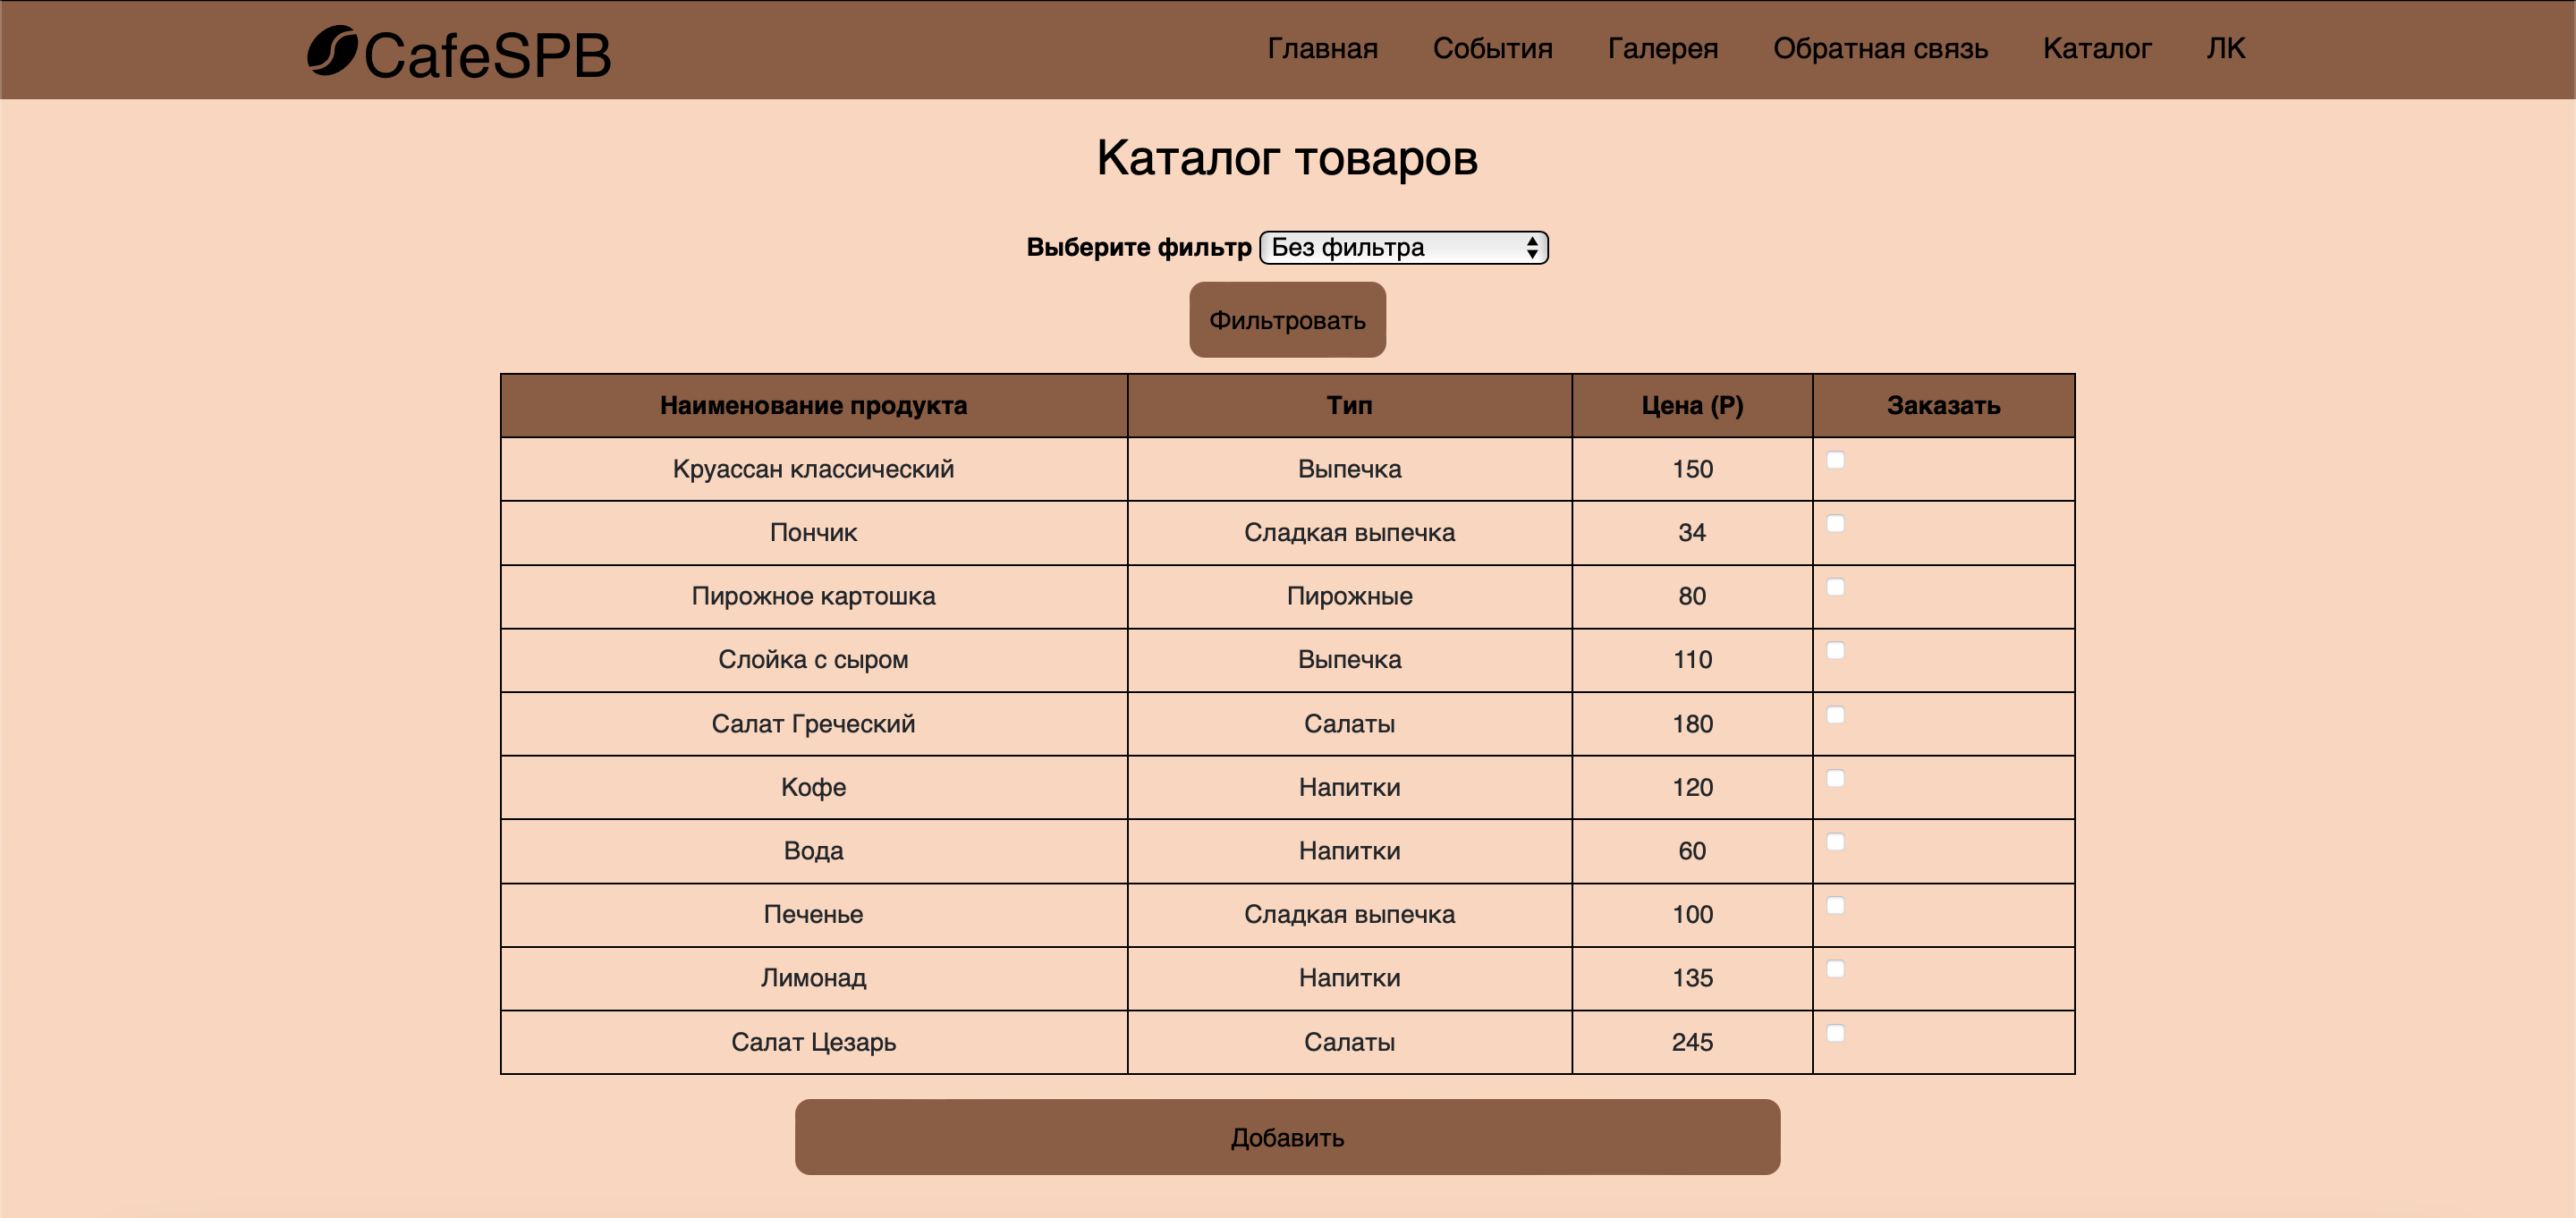 CafeSPB Главная События Галерея Обратная связь Каталог ЛК
Каталог товаров
Выберите фильтр Без фильтра
Фильтровать
Наименование продукта Тип Цена (Р) Заказать
Круассан классический Выпечка 150
Пончик Сладкая выпечка 34
Пирожное картошка Пирожные 80
Слойка с сыром Выпечка 110
Салат Греческий Салаты 180
Кофе Напитки 120
Вода Напитки 60
Печенье Сладкая выпечка 100
Лимонад Напитки 135
Салат Цезарь Салаты 245
Добавить